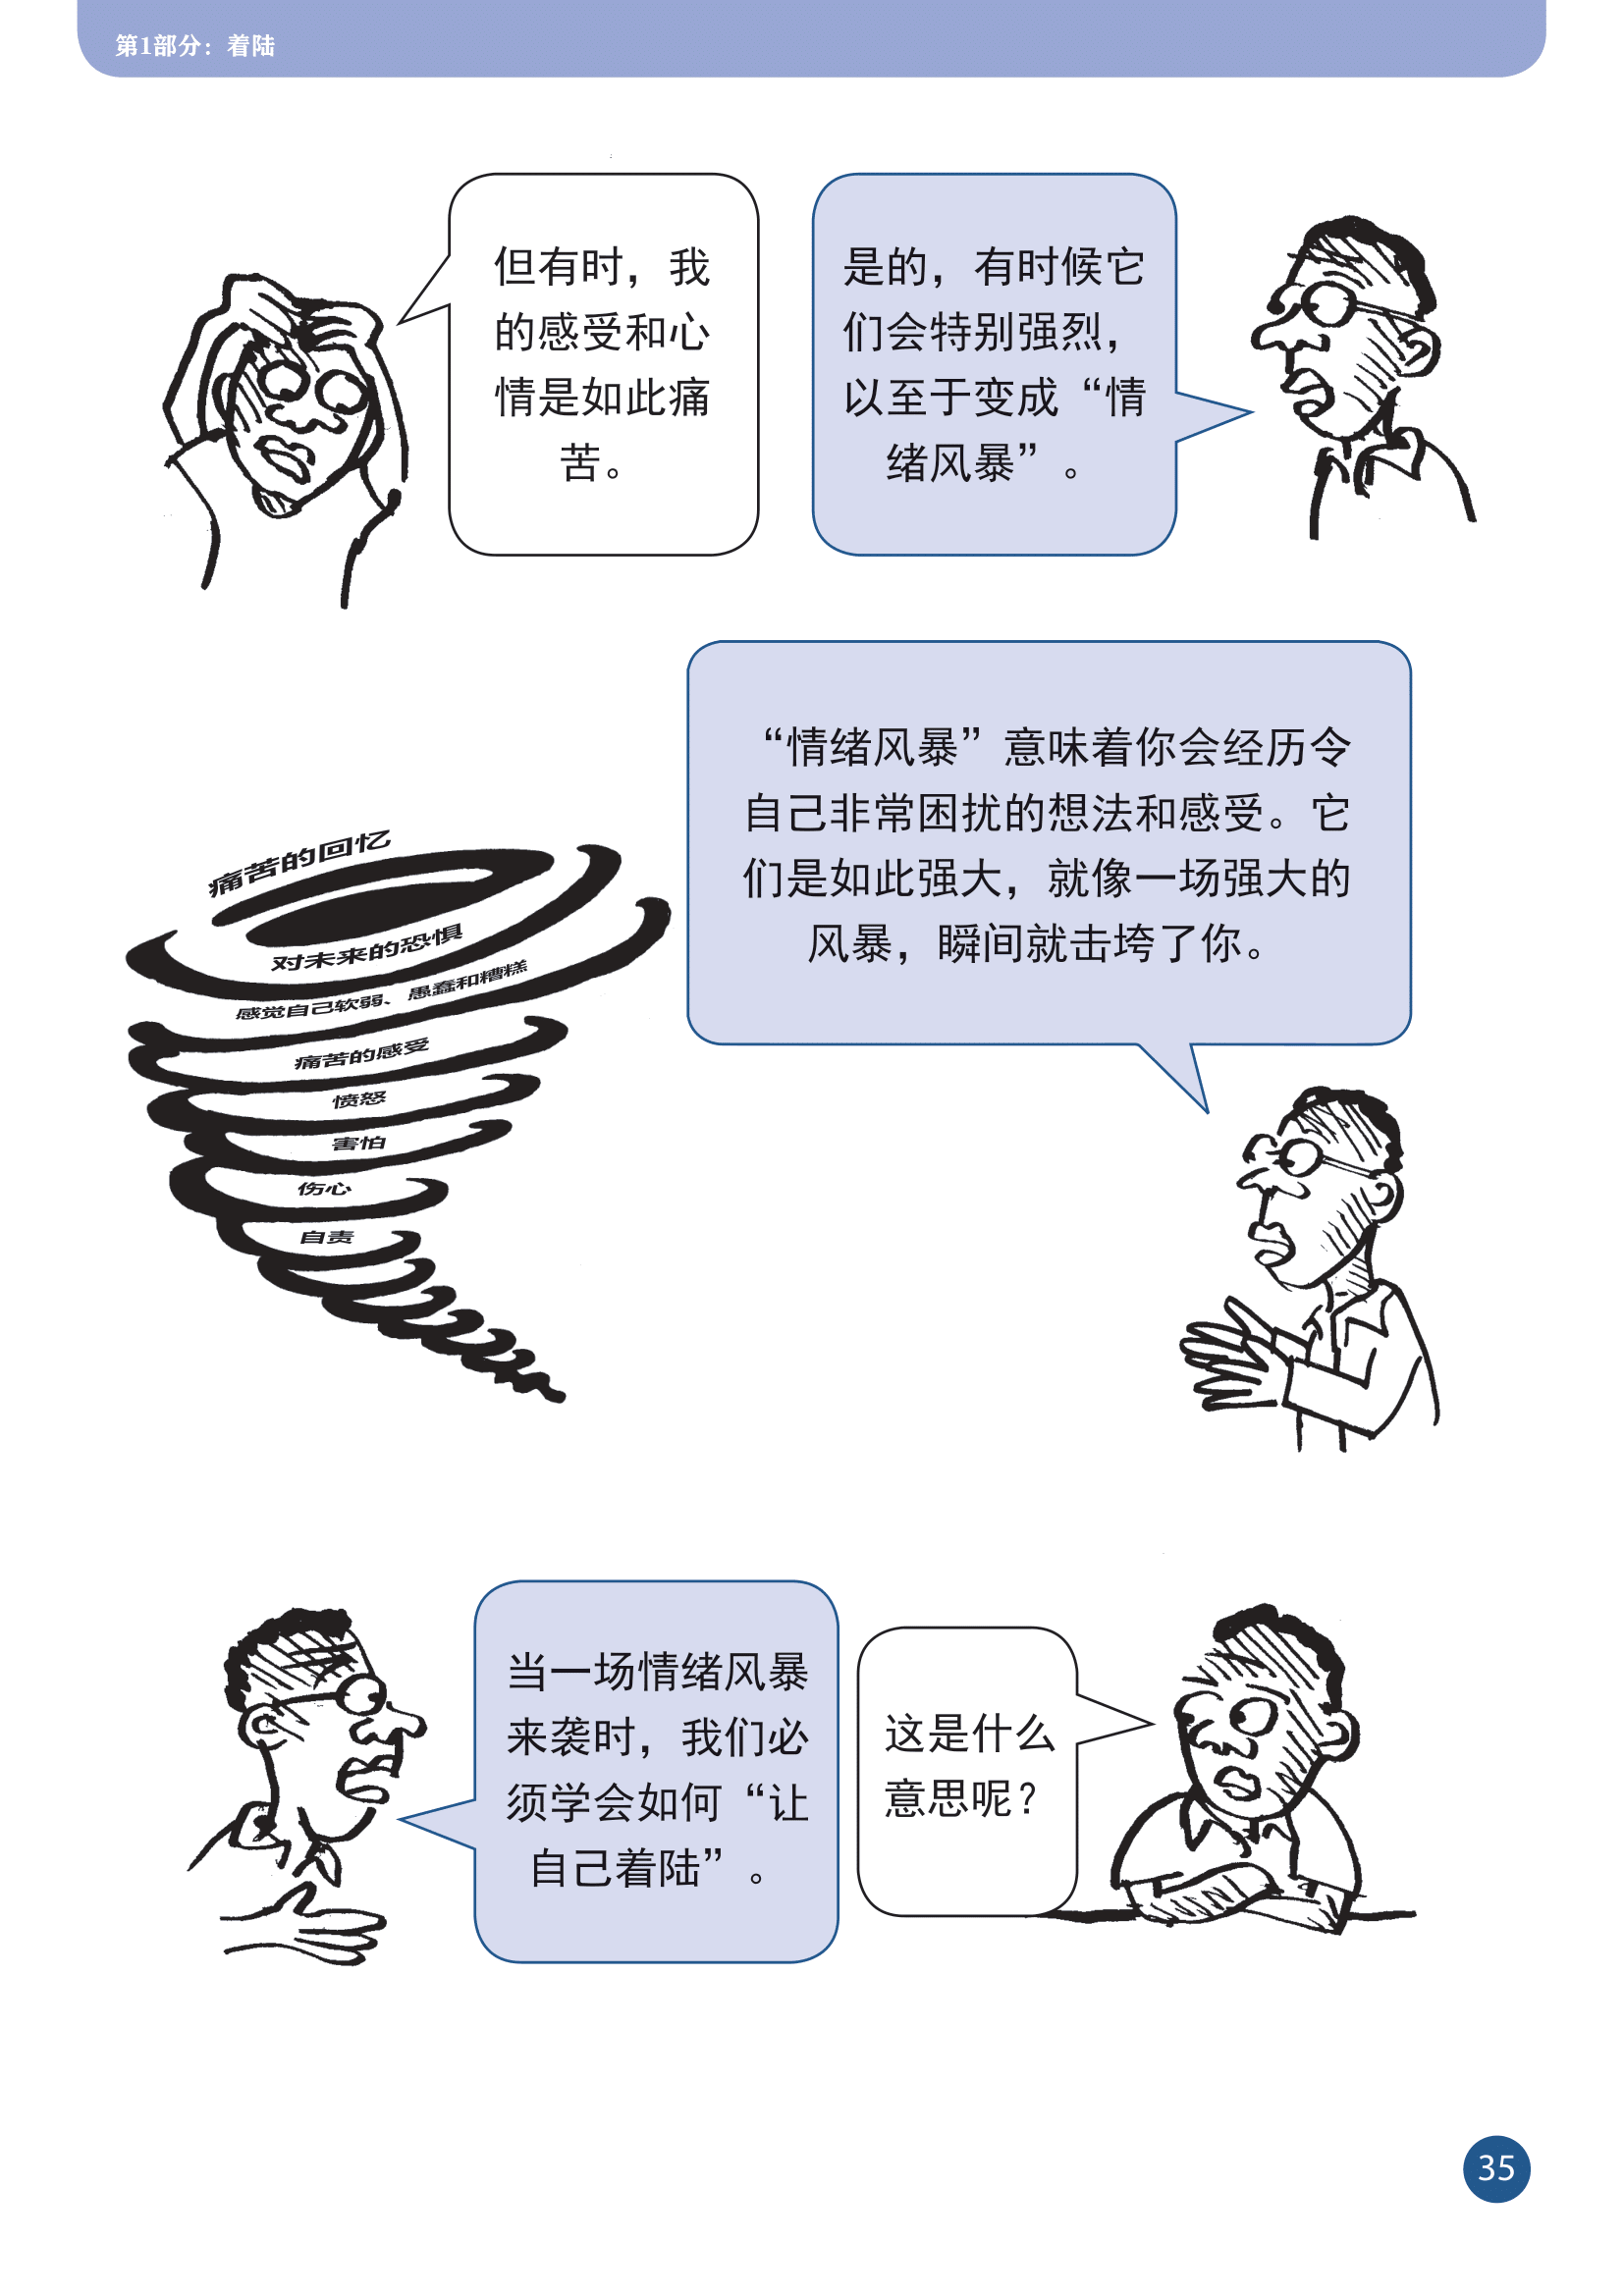 第1部分：着陆
但有时，我
的感受和心
情是如此痛
苦。
是的，有时候它
们会特别强烈，
以至于变成“情
绪风暴”。
“情绪风暴”意味着你会经历令
自己非常困扰的想法和感受。它
们是如此强大，就像一场强大的
风暴，瞬间就击垮了你。
痛苦的回忆
对未来的恐惧
感觉自己软弱、愚蠢和糟糕
痛苦的感受
愤怒
害怕
伤心
自责
当一场情绪风暴
来袭时，我们必
须学会如何“让
自己着陆”。
这是什么
意思呢？
35